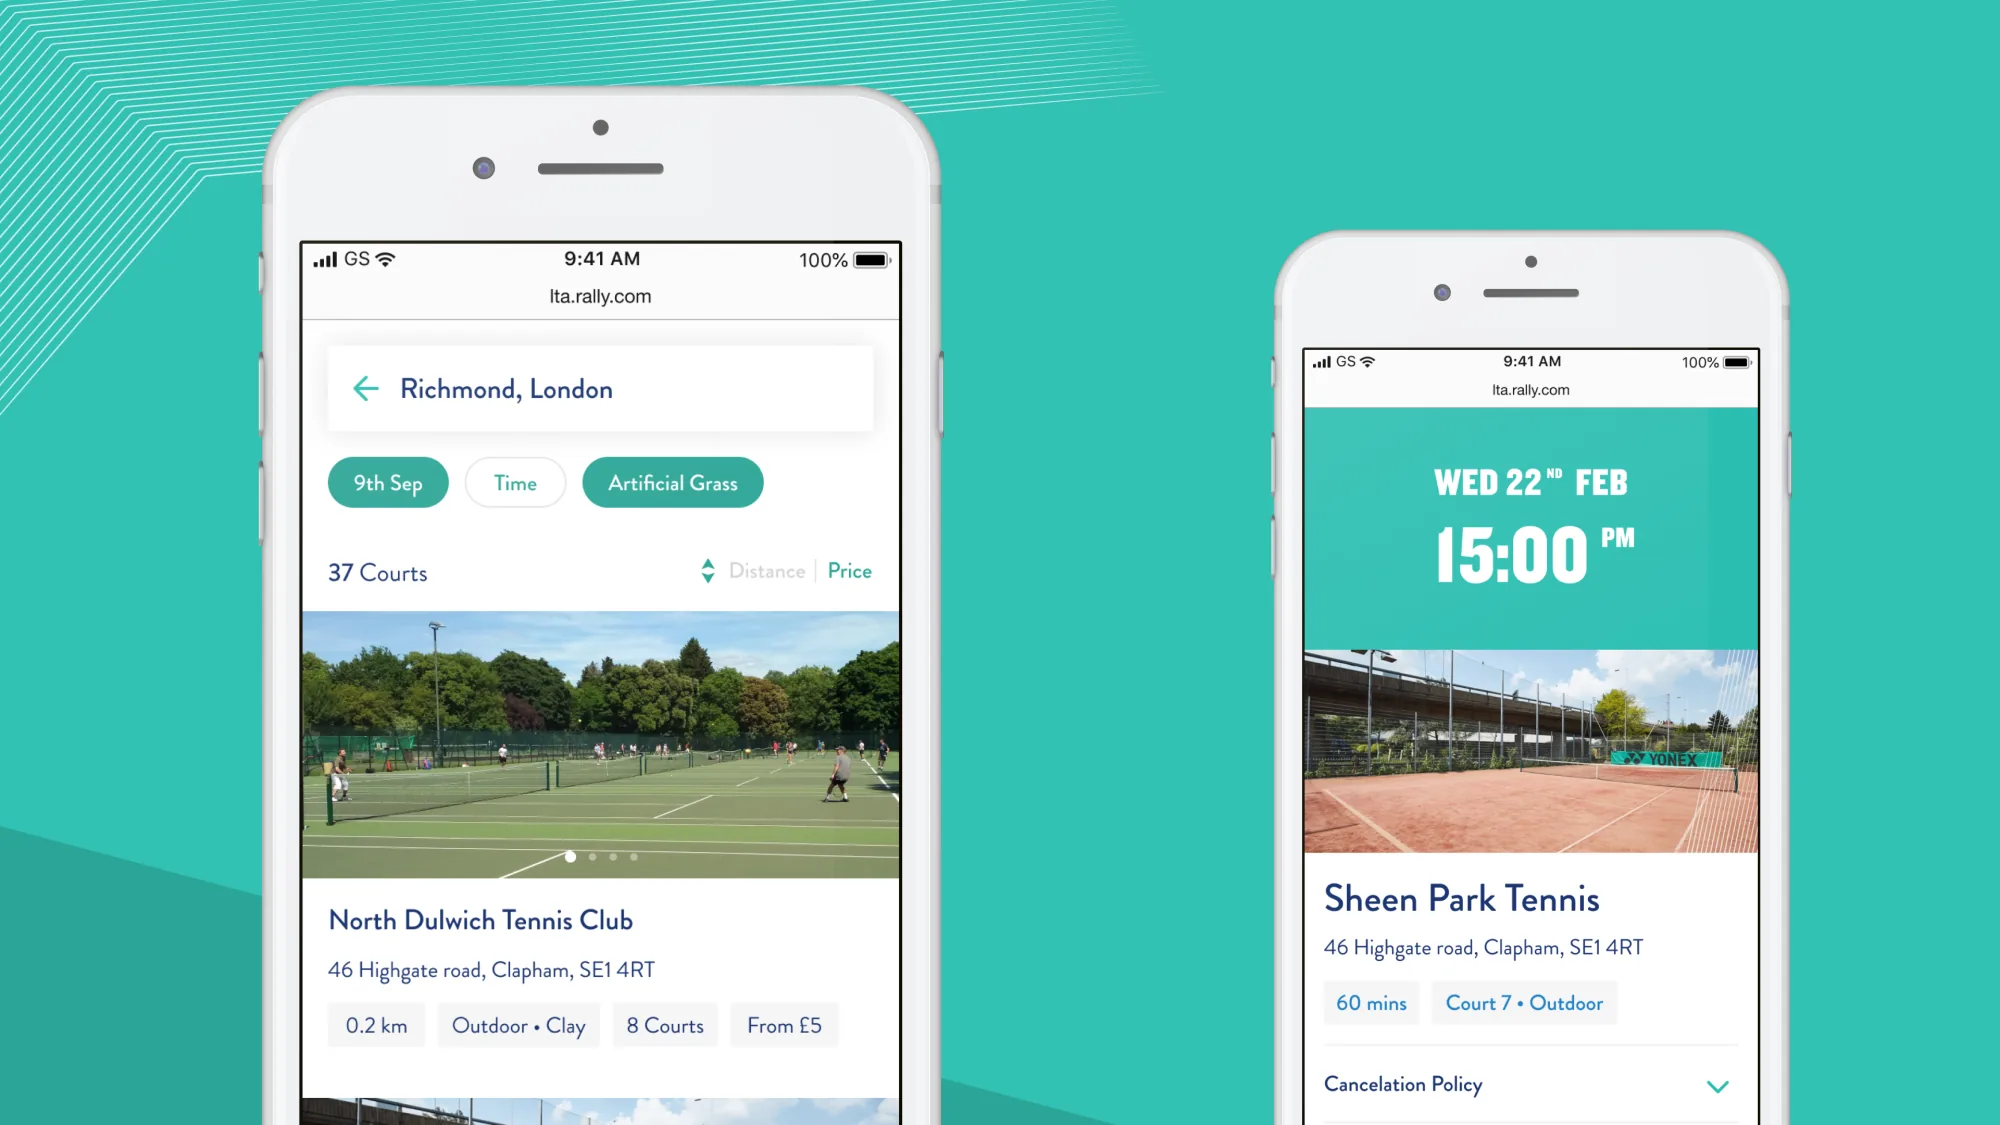 GS 9:41 AM 100%
lta.rally.com
Richmond, London
9th Sep Time Artificial Grass
37 Courts Distance | Price
North Dulwich Tennis Club
46 Highgate road, Clapham, SE1 4RT
0.2 km Outdoor • Clay 8 Courts From £5
GS 9:41 AM 100%
lta.rally.com
WED 22ND FEB
15:00 PM
YONEX
Sheen Park Tennis
46 Highgate road, Clapham, SE1 4RT
60 mins Court 7 • Outdoor
Cancelation Policy